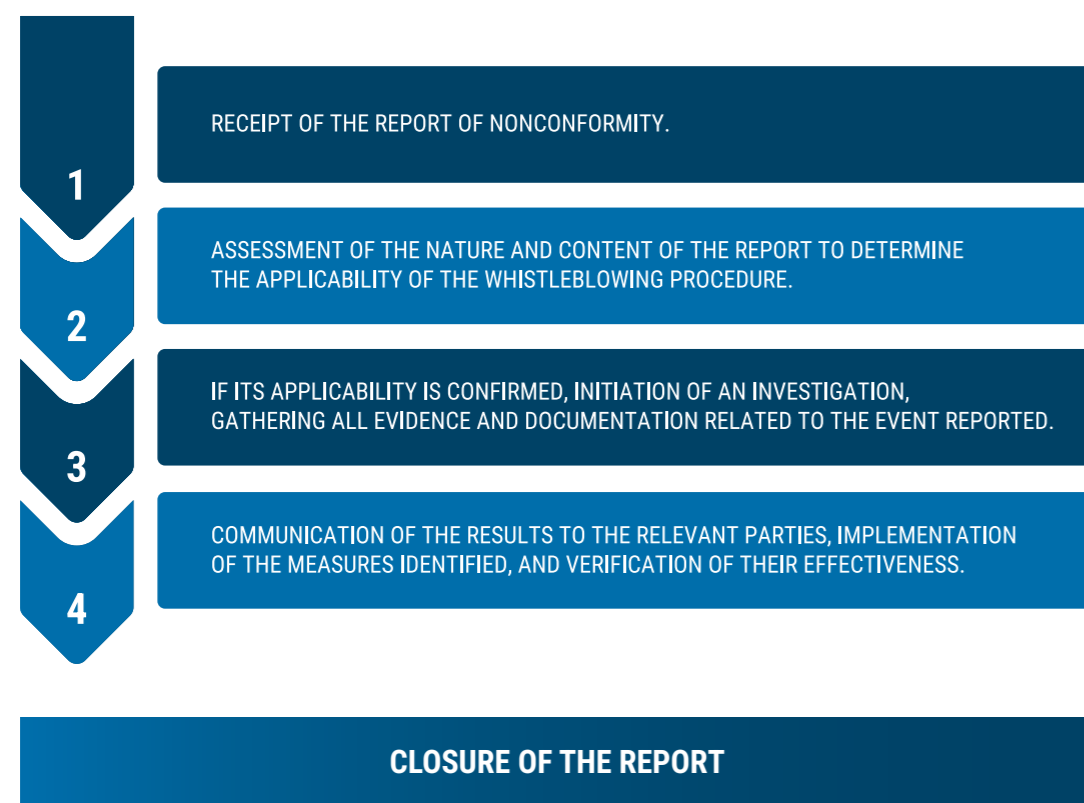 1
RECEIPT OF THE REPORT OF NONCONFORMITY.
2
ASSESSMENT OF THE NATURE AND CONTENT OF THE REPORT TO DETERMINE
THE APPLICABILITY OF THE WHISTLEBLOWING PROCEDURE.
3
IF ITS APPLICABILITY IS CONFIRMED, INITIATION OF AN INVESTIGATION,
GATHERING ALL EVIDENCE AND DOCUMENTATION RELATED TO THE EVENT REPORTED.
4
COMMUNICATION OF THE RESULTS TO THE RELEVANT PARTIES, IMPLEMENTATION
OF THE MEASURES IDENTIFIED, AND VERIFICATION OF THEIR EFFECTIVENESS.
CLOSURE OF THE REPORT